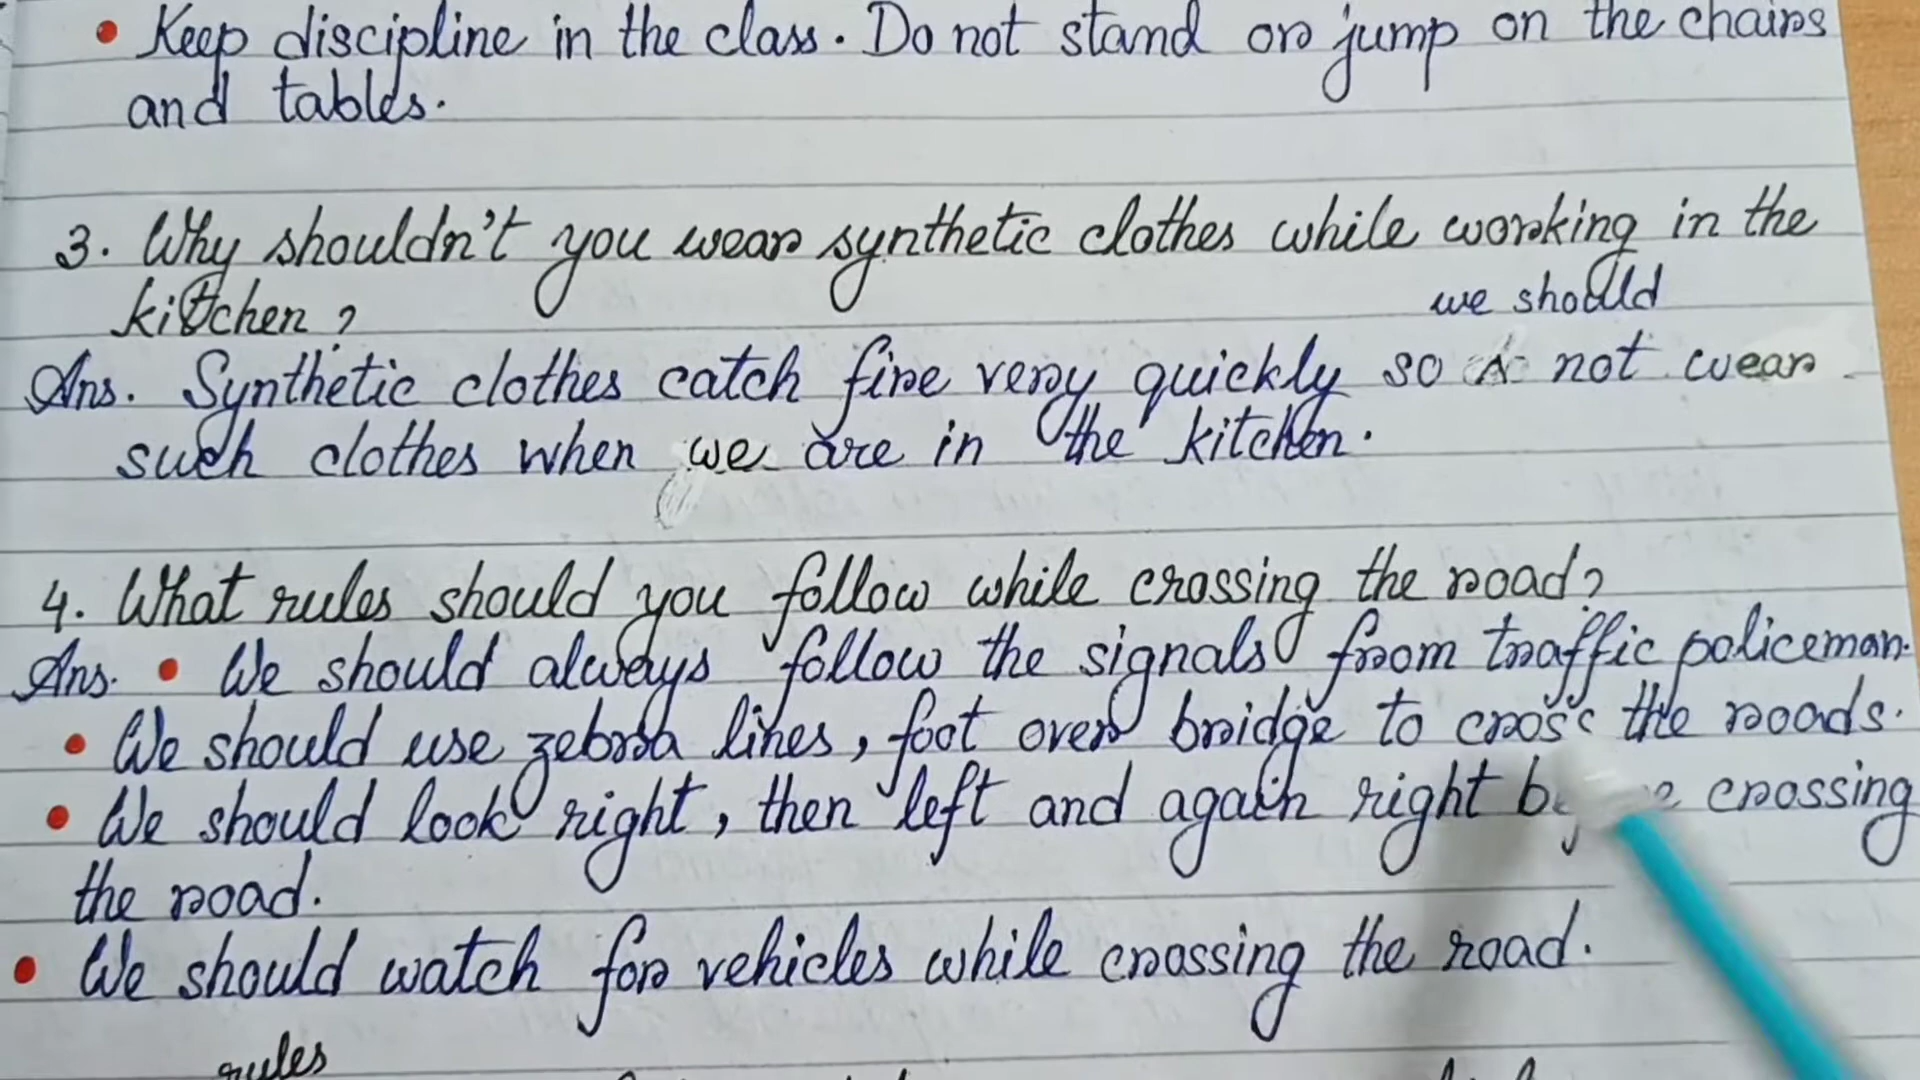 • Keep discipline in the class. Do not stand or jump on the chairs
and tables.
3. Why shouldn't you wear synthetic clothes while working in the
kitchen?
we should
Ans. Synthetic clothes catch fire very quickly so not wear
such clothes when we are in the kitchen.
4. What rules should you follow while crossing the road?
Ans. • We should always follow the signals from traffic policeman.
• We should use zebra lines, foot over bridge to cross the roads.
• We should look right, then left and again right crossing
the road.
• We should watch for vehicles while crossing the road.
rules